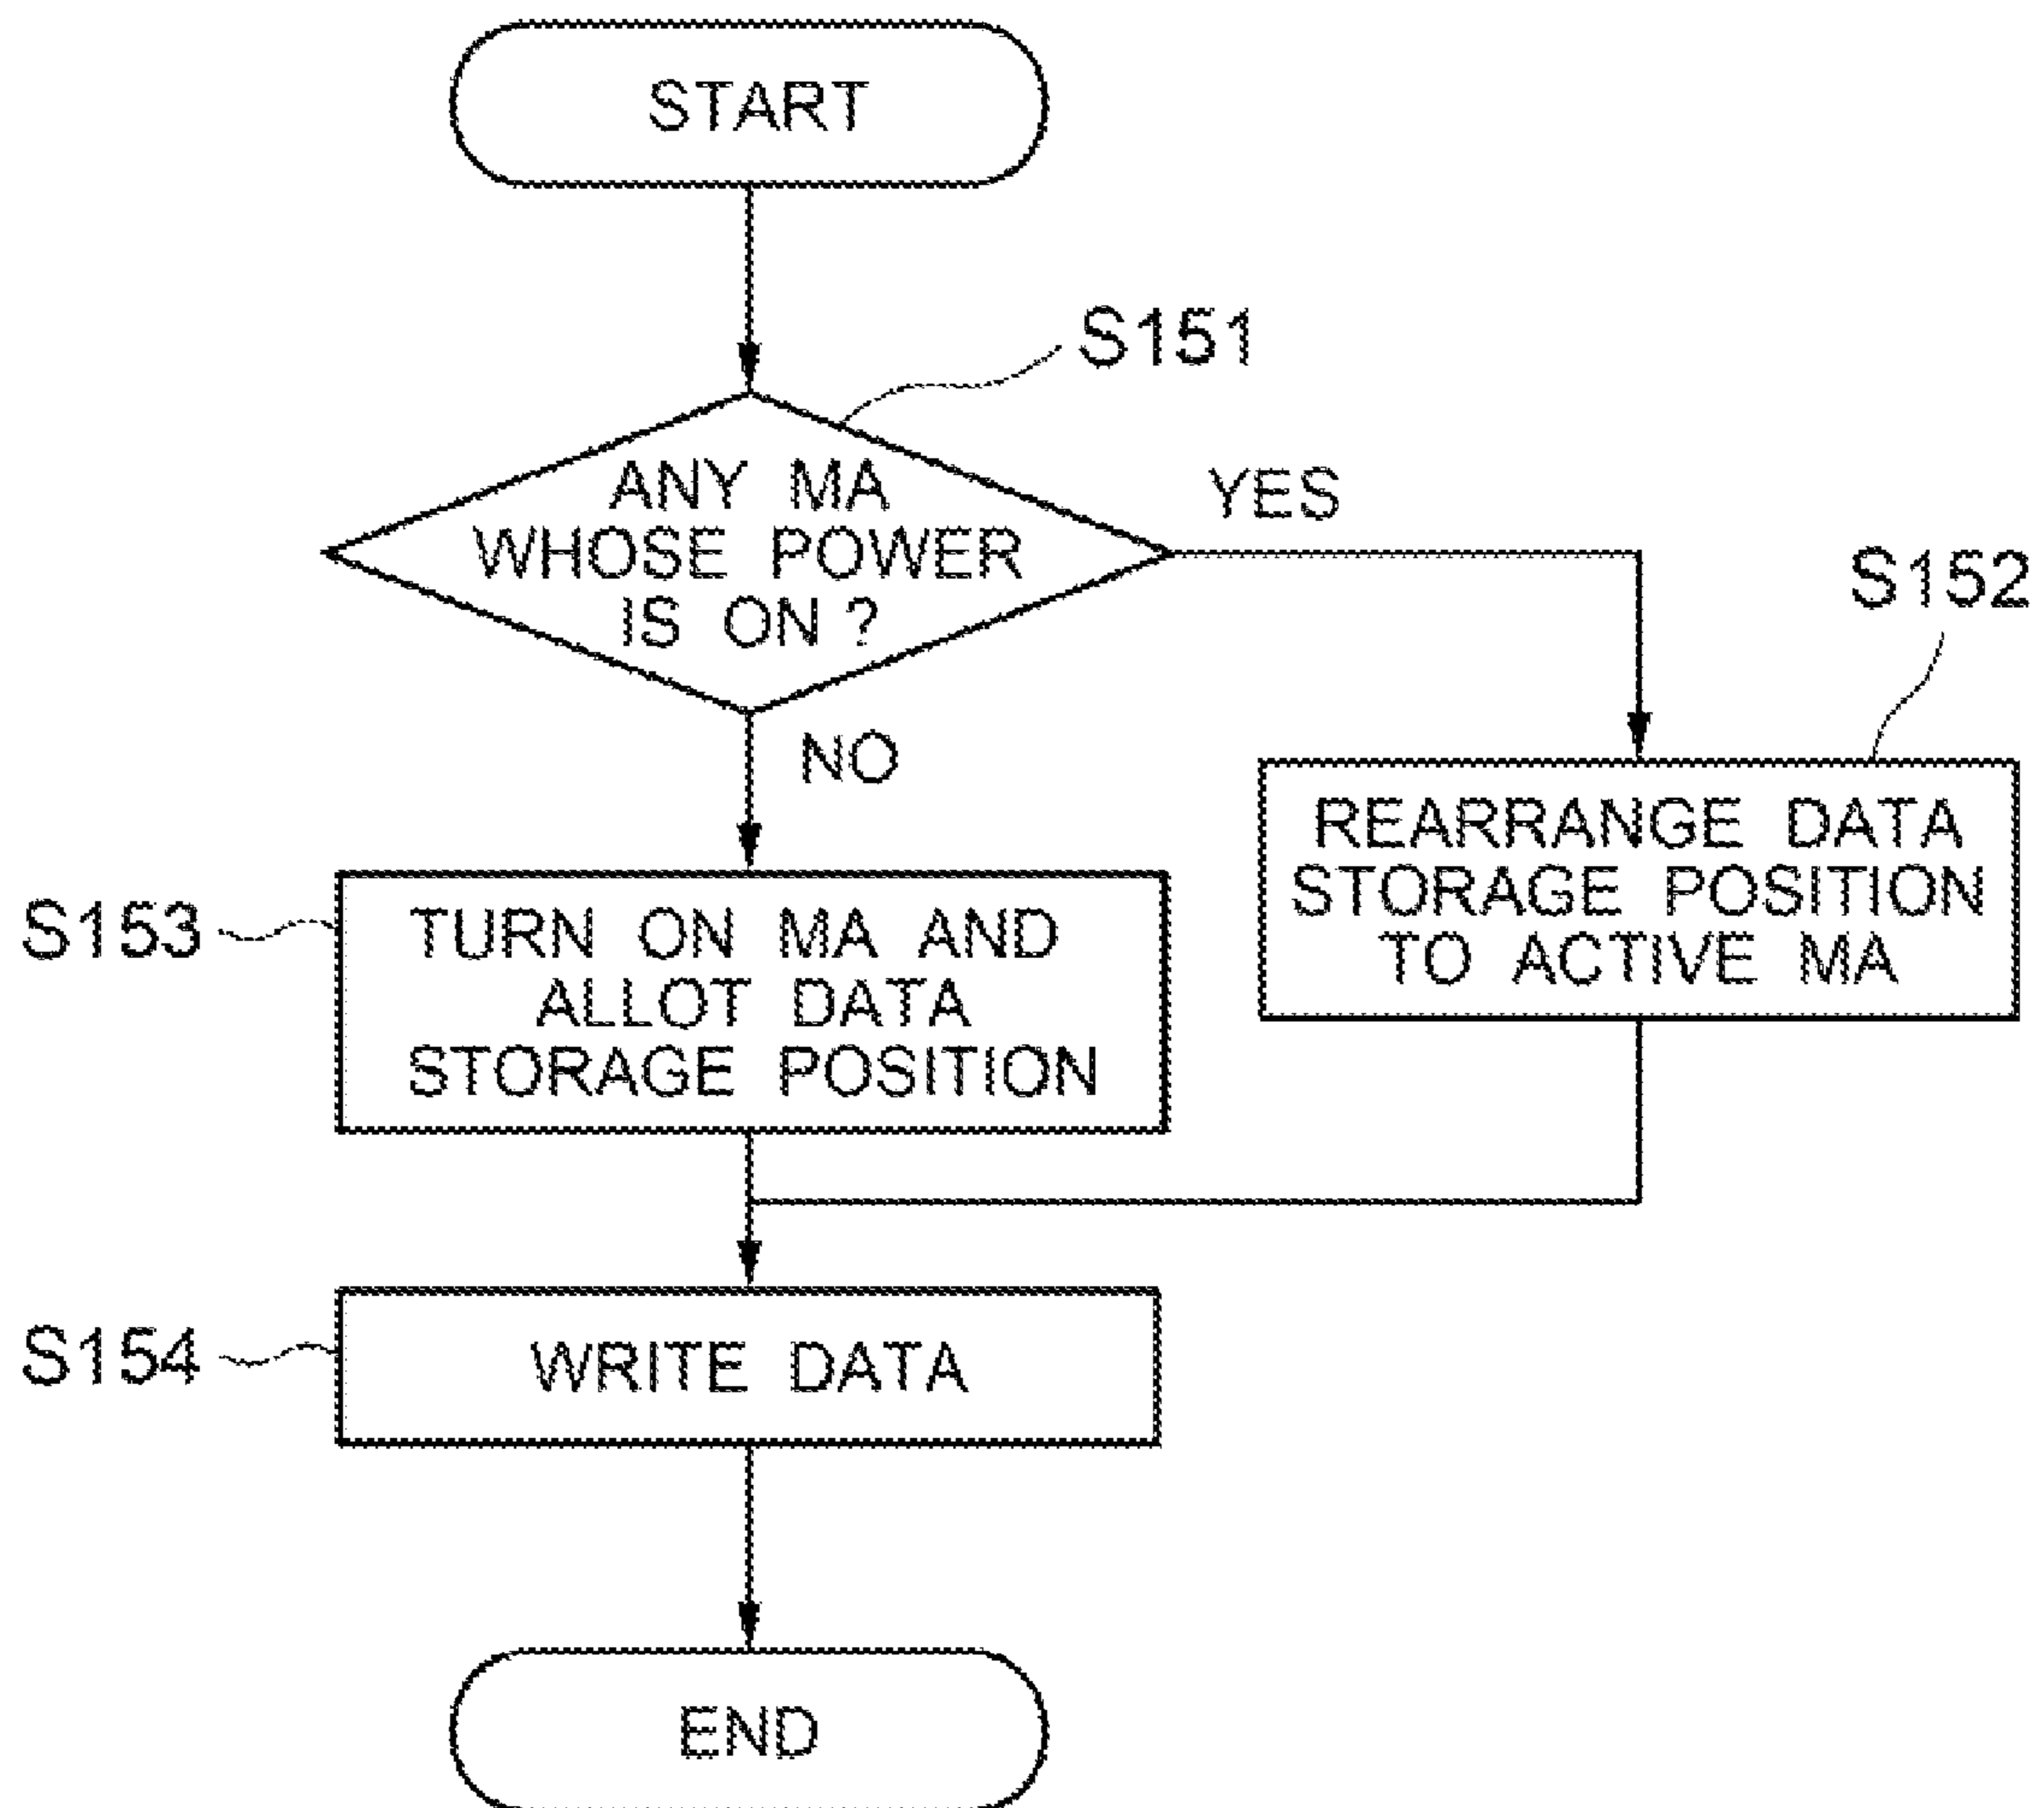 START
S151
ANY MA
WHOSE POWER
IS ON?
YES
S152
NO
REARRANGE DATA
STORAGE POSITION
TO ACTIVE MA
S153
TURN ON MA AND
ALLOT DATA
STORAGE POSITION
S154
WRITE DATA
END